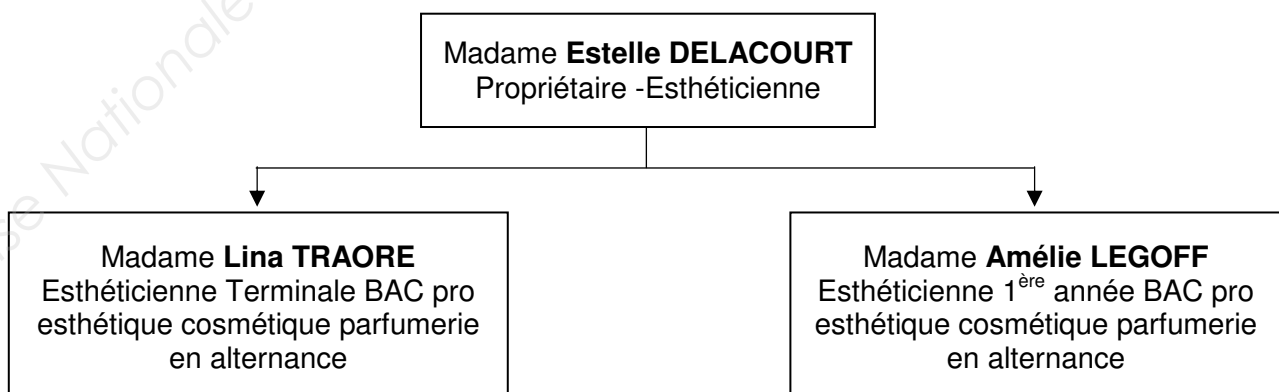 Madame Estelle DELACOURT
Propriétaire -Esthéticienne
Madame Lina TRAORE
Esthéticienne Terminale BAC pro
esthétique cosmétique parfumerie
en alternance
Madame Amélie LEGOFF
Esthéticienne 1ère année BAC pro
esthétique cosmétique parfumerie
en alternance
Nationale